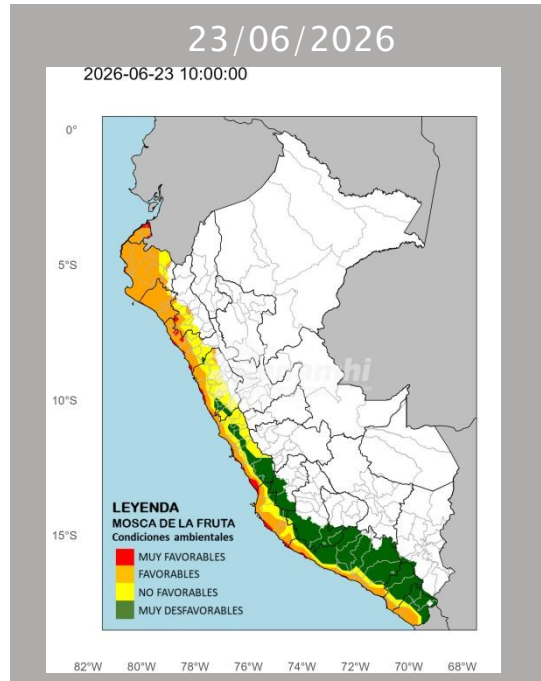 23/06/2026
2026-06-23 10:00:00
0°
5°S
10°S
15°S
LEYENDA
MOSCA DE LA FRUTA
Condiciones ambientales
MUY FAVORABLES
FAVORABLES
NO FAVORABLES
MUY DESFAVORABLES
82°W 80°W 78°W 76°W 74°W 72°W 70°W 68°W